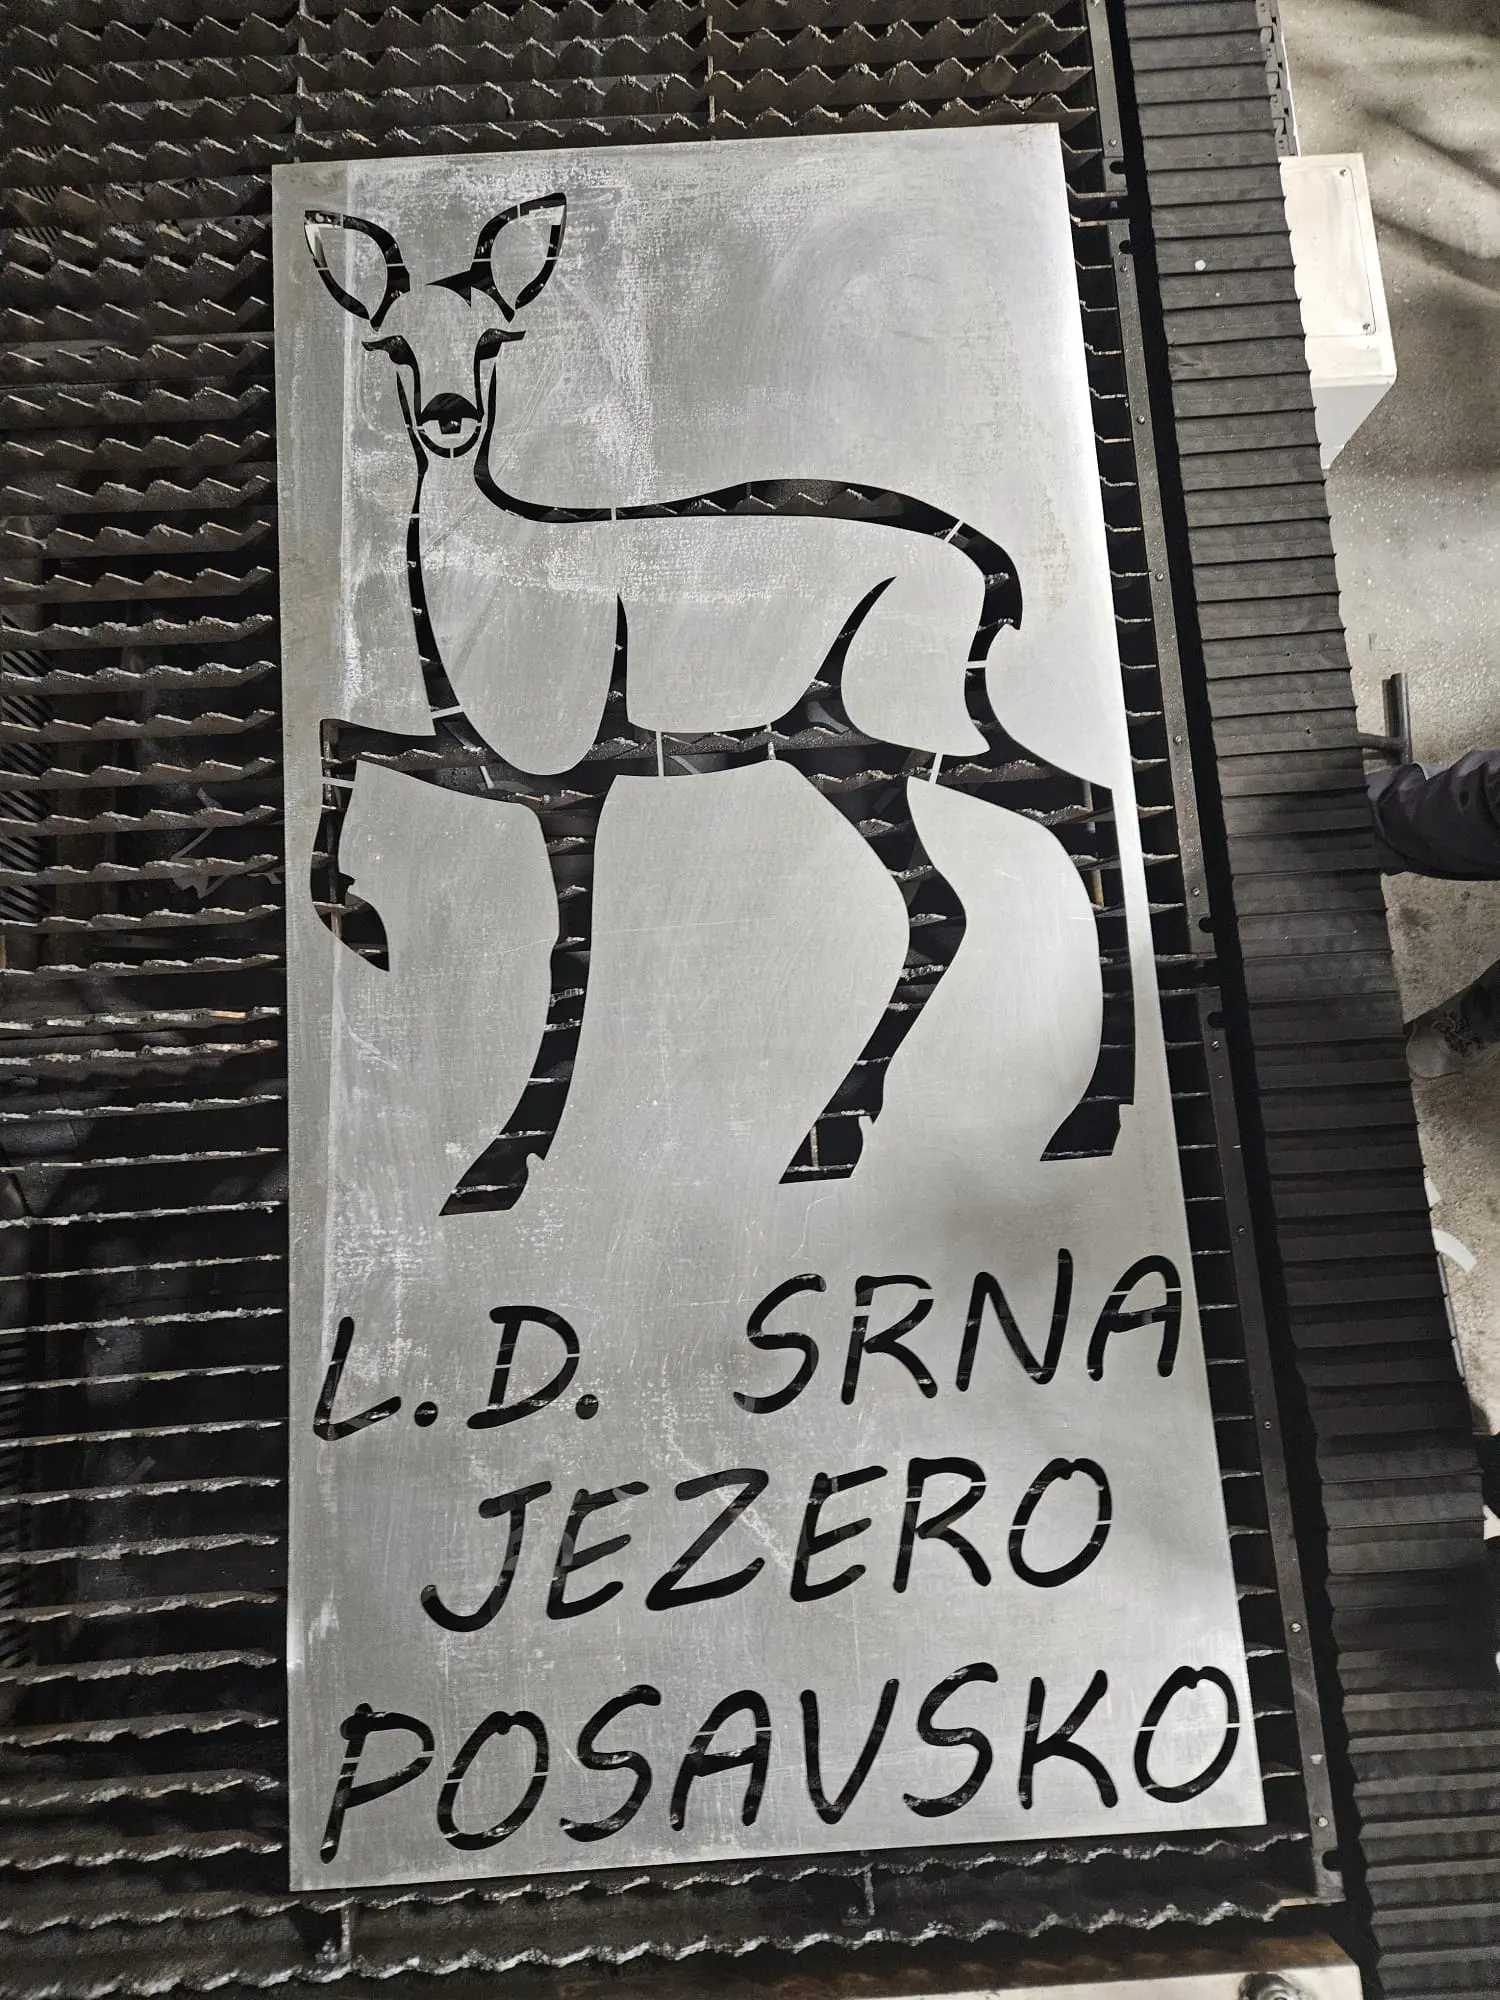 L.D. SRNA
JEZERO
POSAVSKO